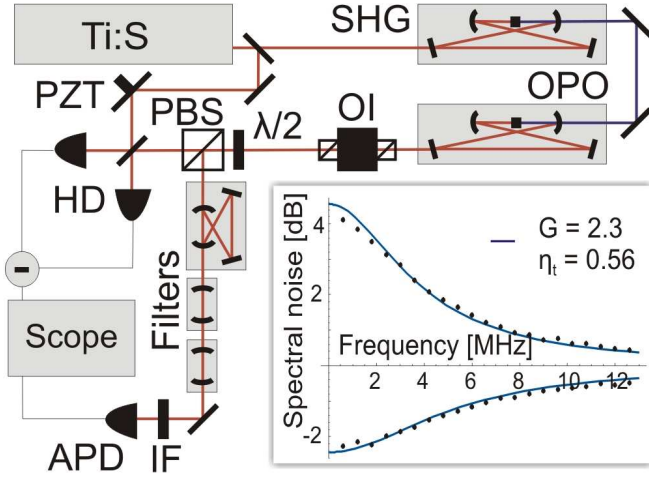 Ti:S
SHG
PZT
PBS
λ/2
OI
OPO
HD
-
Filters
Scope
APD
IF
Spectral noise [dB]
4
2
-2
G = 2.3
ηt = 0.56
Frequency [MHz]
2 4 6 8 10 12